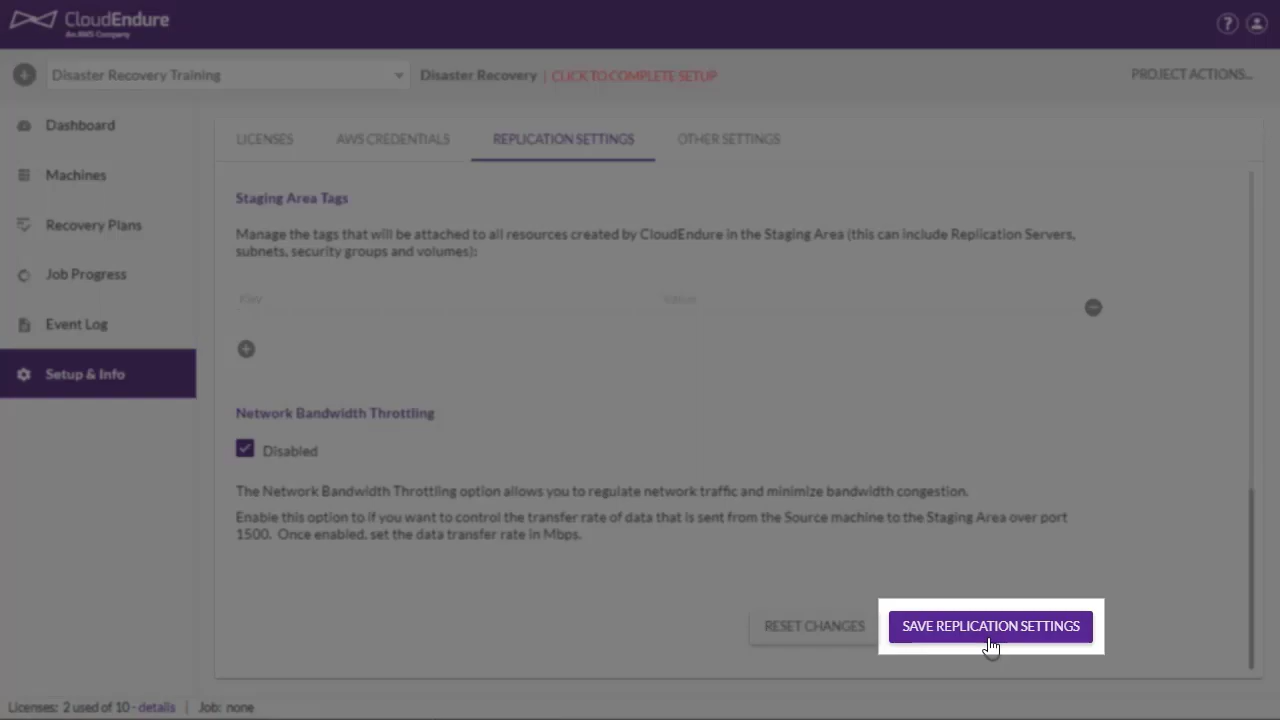 CloudEndure
An AWS Company
?
Disaster Recovery Training
Disaster Recovery | CLICK TO COMPLETE SETUP
PROJECT ACTIONS...
Dashboard
Machines
Recovery Plans
Job Progress
Event Log
Setup & Info
LICENSES
AWS CREDENTIALS
REPLICATION SETTINGS
OTHER SETTINGS
Staging Area Tags
Manage the tags that will be attached to all resources created by CloudEndure in the Staging Area (this can include Replication Servers,
subnets, security groups and volumes):
Key
Value
Network Bandwidth Throttling
Disabled
The Network Bandwidth Throttling option allows you to regulate network traffic and minimize bandwidth congestion.
Enable this option to if you want to control the transfer rate of data that is sent from the Source machine to the Staging Area over port
1500. Once enabled, set the data transfer rate in Mbps.
RESET CHANGES
SAVE REPLICATION SETTINGS
Licenses: 2 used of 10 - details | Job: none